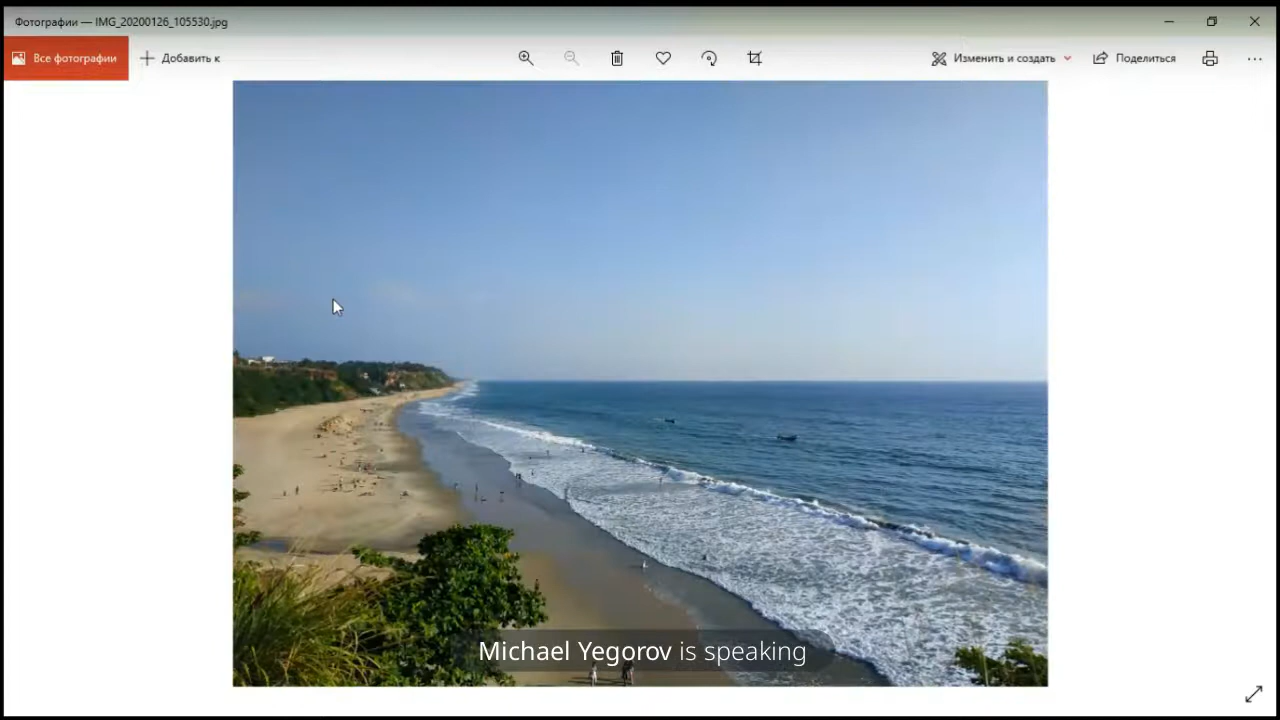 Фотографии — IMG_20200126_105530.jpg
Все фотографии
Добавить к
Изменить и создать
Поделиться
Michael Yegorov is speaking